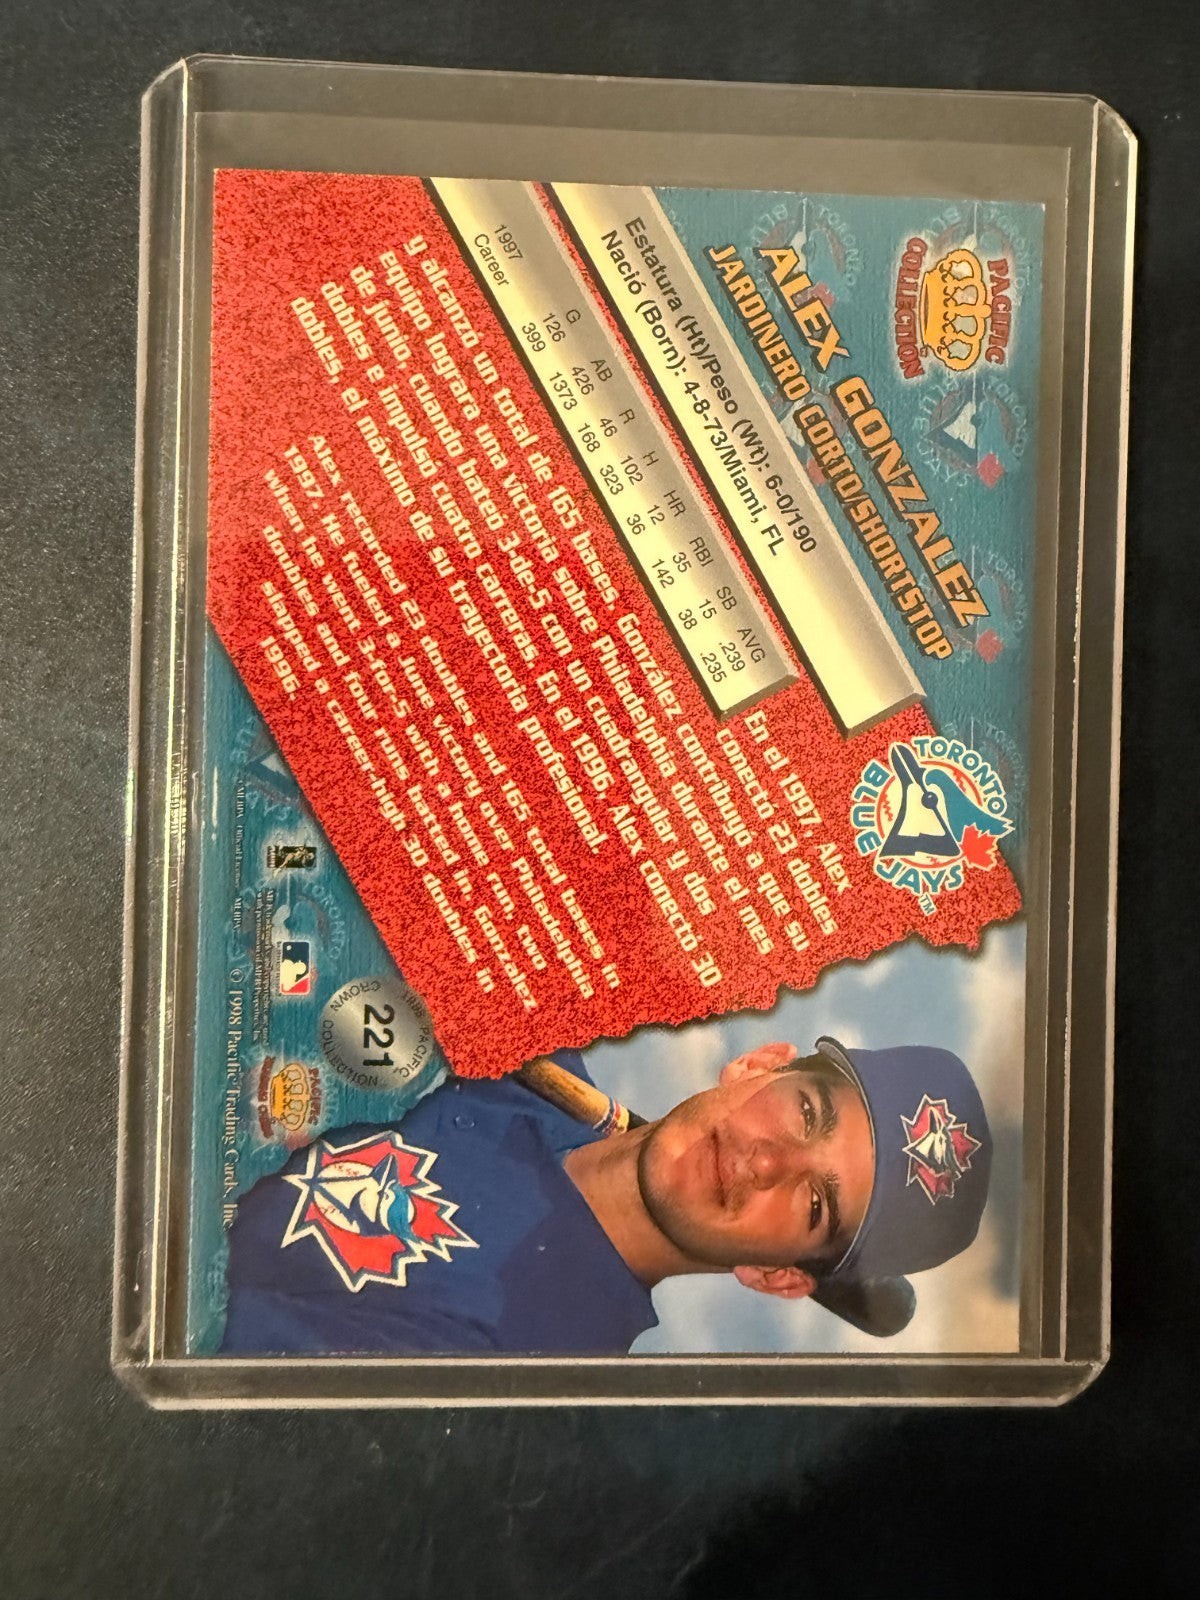 PACIFIC
COLLECTION
ALEX GONZALEZ
JARDINERO CORTO/SHORTSTOP
Estatura (Ht)/Peso (Wt): 6-0/190
Nació (Born): 4-8-73/Miami, FL
G AB R H HR RBI SB AVG
1997 126 426 46 102 12 35 15 .239
Career 399 1373 168 323 36 142 38 .235
TORONTO
BLUE JAYS
TM
En el 1997, Alex
conectó 23 dobles
y alcanzó un total de 165 bases. González contribuyó a que su
equipo lograra una victoria sobre Philadelphia durante el mes
de junio, cuando bateó 3-de-5 con un cuadrangular y dos
dobles e impulsó cuatro carreras. En el 1996, Alex conectó 30
dobles, el máximo de su trayectoria profesional.
Alex recorded 23 doubles and 165 total bases in
1997. He fueled a June victory over Philadelphia
when he went 3-for-5 with a home run, two
doubles and four runs batted in. Gonzalez
slapped a career-high 30 doubles in
1996.
221
PACIFIC
CROWN COLLECTION
PACIFIC
TRADING CARDS
© 1998 Pacific Trading Cards, Inc.